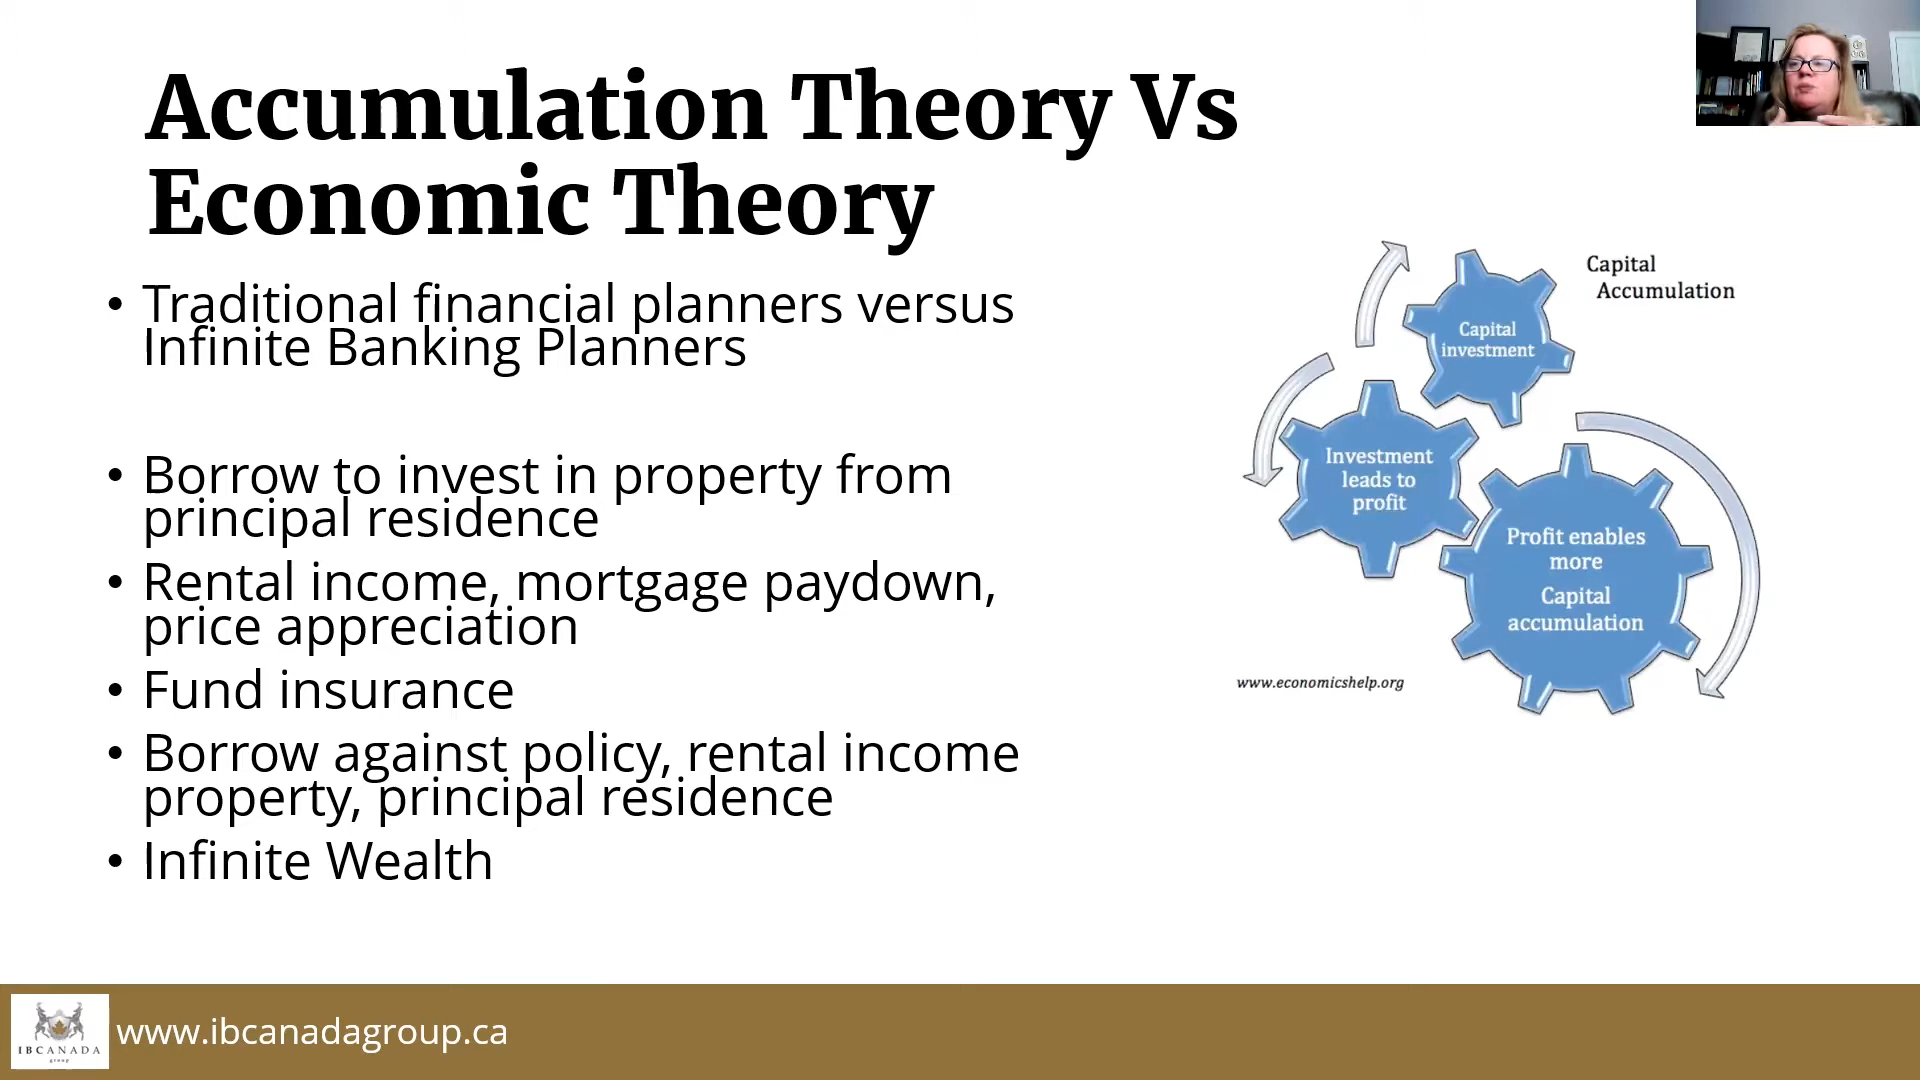 Accumulation Theory Vs
Economic Theory
• Traditional financial planners versus
Infinite Banking Planners
• Borrow to invest in property from
principal residence
• Rental income, mortgage paydown,
price appreciation
• Fund insurance
• Borrow against policy, rental income
property, principal residence
• Infinite Wealth
Capital
Accumulation
Capital
investment
Investment
leads to
profit
Profit enables
more
Capital
accumulation
www.economicshelp.org
IBCANADA
group
www.ibcanadagroup.ca